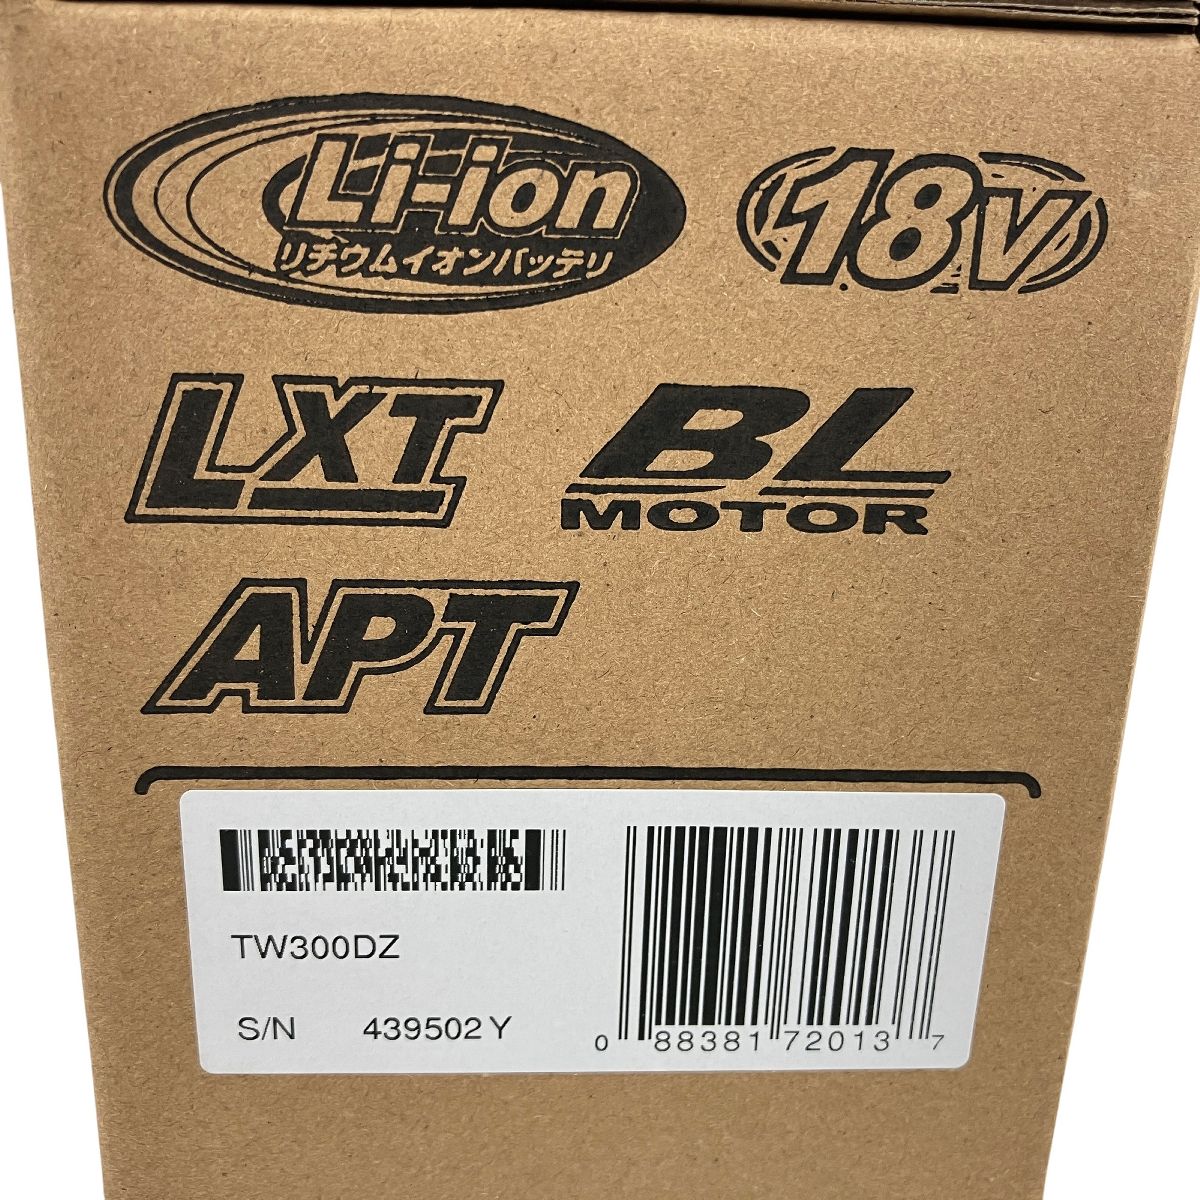 Li-ion
リチウムイオンバッテリ
18V
LXT
BL
MOTOR
APT
TW300DZ
S/N 439502 Y
0 88381 72013 7